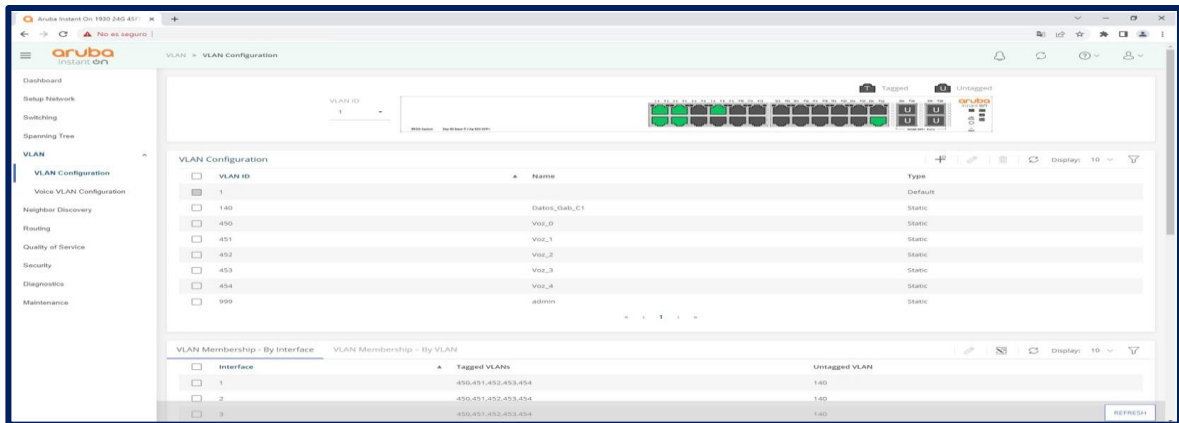 Aruba Instant On 1930 24G 4SF
No es seguro
aruba
instant on
VLAN > VLAN Configuration
Dashboard
Setup Network
Switching
Spanning Tree
VLAN
VLAN Configuration
Voice VLAN Configuration
Neighbor Discovery
Routing
Quality of Service
Security
Diagnostics
Maintenance
T Tagged U Untagged
VLAN ID
1
aruba
U U
U U
VLAN Configuration
Display: 10
VLAN ID Name Type
1 Default
140 Datos_Gab_C1 Static
450 Voz_0 Static
451 Voz_1 Static
452 Voz_2 Static
453 Voz_3 Static
454 Voz_4 Static
999 admin Static
« ‹ 1 › »
VLAN Membership - By Interface VLAN Membership - By VLAN
Display: 10
Interface Tagged VLANs Untagged VLAN
1 450,451,452,453,454 140
2 450,451,452,453,454 140
3 450,451,452,453,454 140
REFRESH